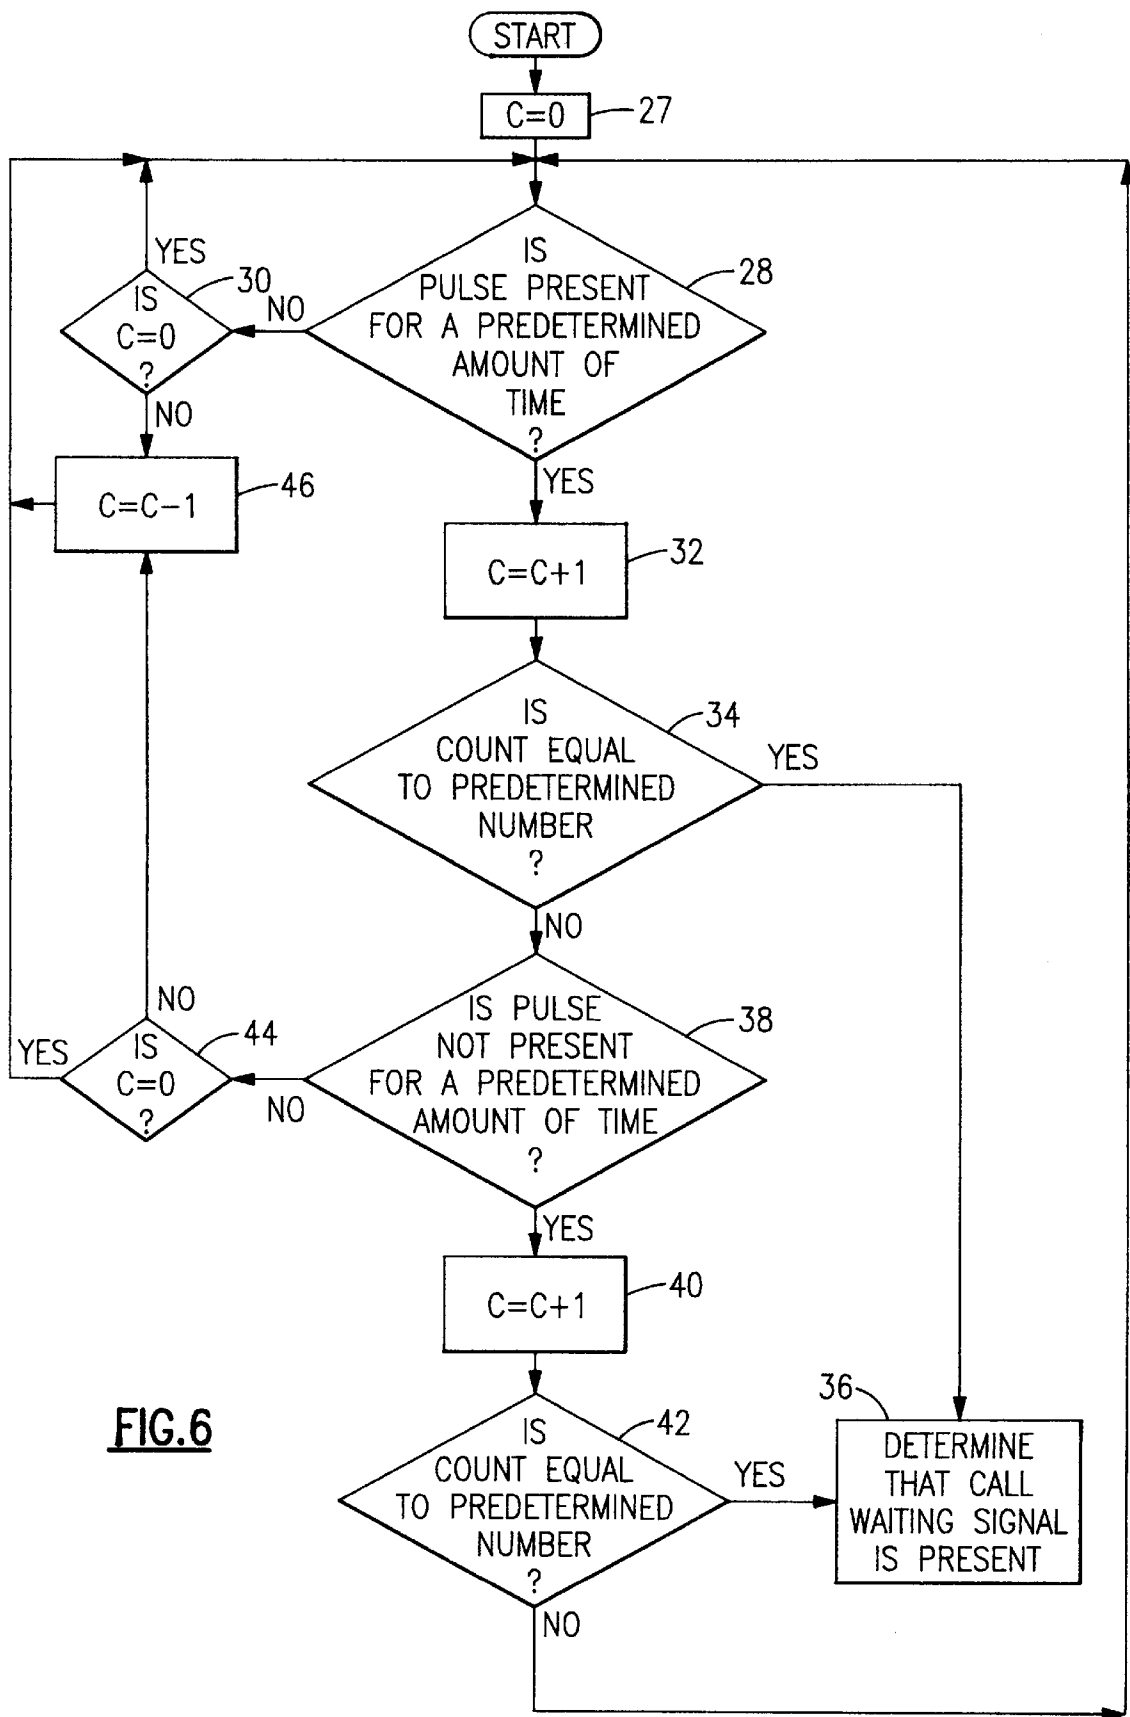 START
C=0
27
IS
PULSE PRESENT
FOR A PREDETERMINED
AMOUNT OF
TIME
?
28
NO
YES
IS
C=0
?
30
NO
C=C-1
46
YES
C=C+1
32
IS
COUNT EQUAL
TO PREDETERMINED
NUMBER
?
34
YES
NO
IS PULSE
NOT PRESENT
FOR A PREDETERMINED
AMOUNT OF TIME
?
38
NO
NO
YES
IS
C=0
?
44
YES
C=C+1
40
IS
COUNT EQUAL
TO PREDETERMINED
NUMBER
?
42
YES
NO
36
DETERMINE
THAT CALL
WAITING SIGNAL
IS PRESENT
FIG.6